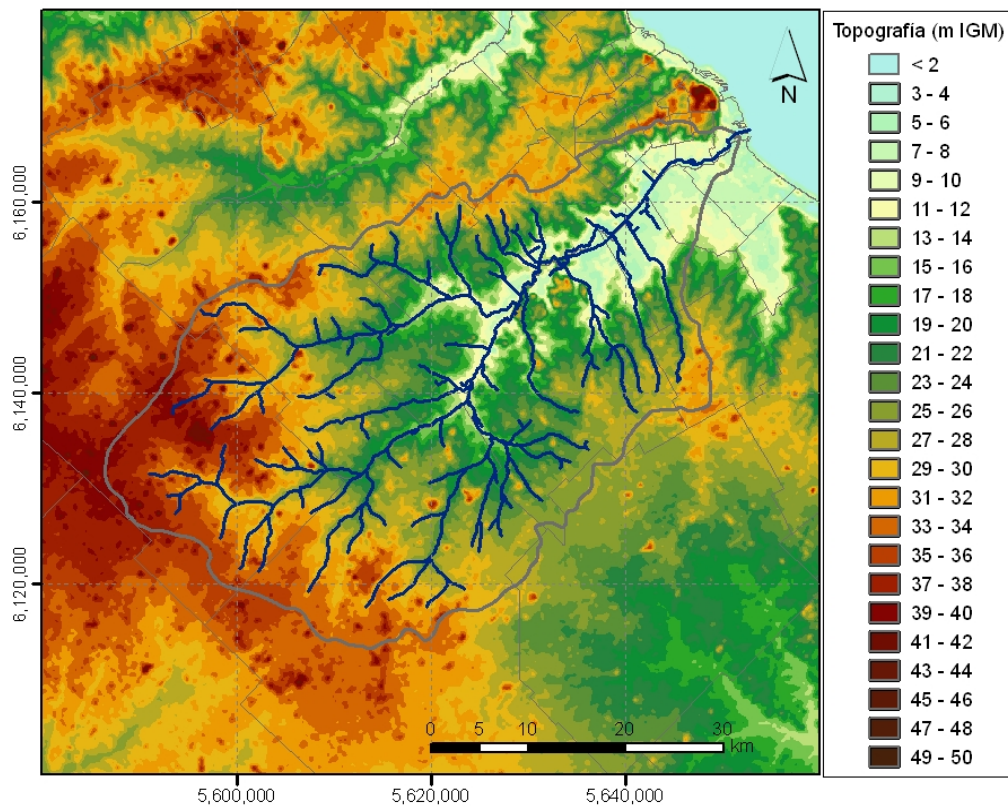 Topografía (m IGM)
< 2
3 - 4
5 - 6
7 - 8
9 - 10
11 - 12
13 - 14
15 - 16
17 - 18
19 - 20
21 - 22
23 - 24
25 - 26
27 - 28
29 - 30
31 - 32
33 - 34
35 - 36
37 - 38
39 - 40
41 - 42
43 - 44
45 - 46
47 - 48
49 - 50
N
6,160,000
6,140,000
6,120,000
0 5 10 20 30
km
5,600,000 5,620,000 5,640,000